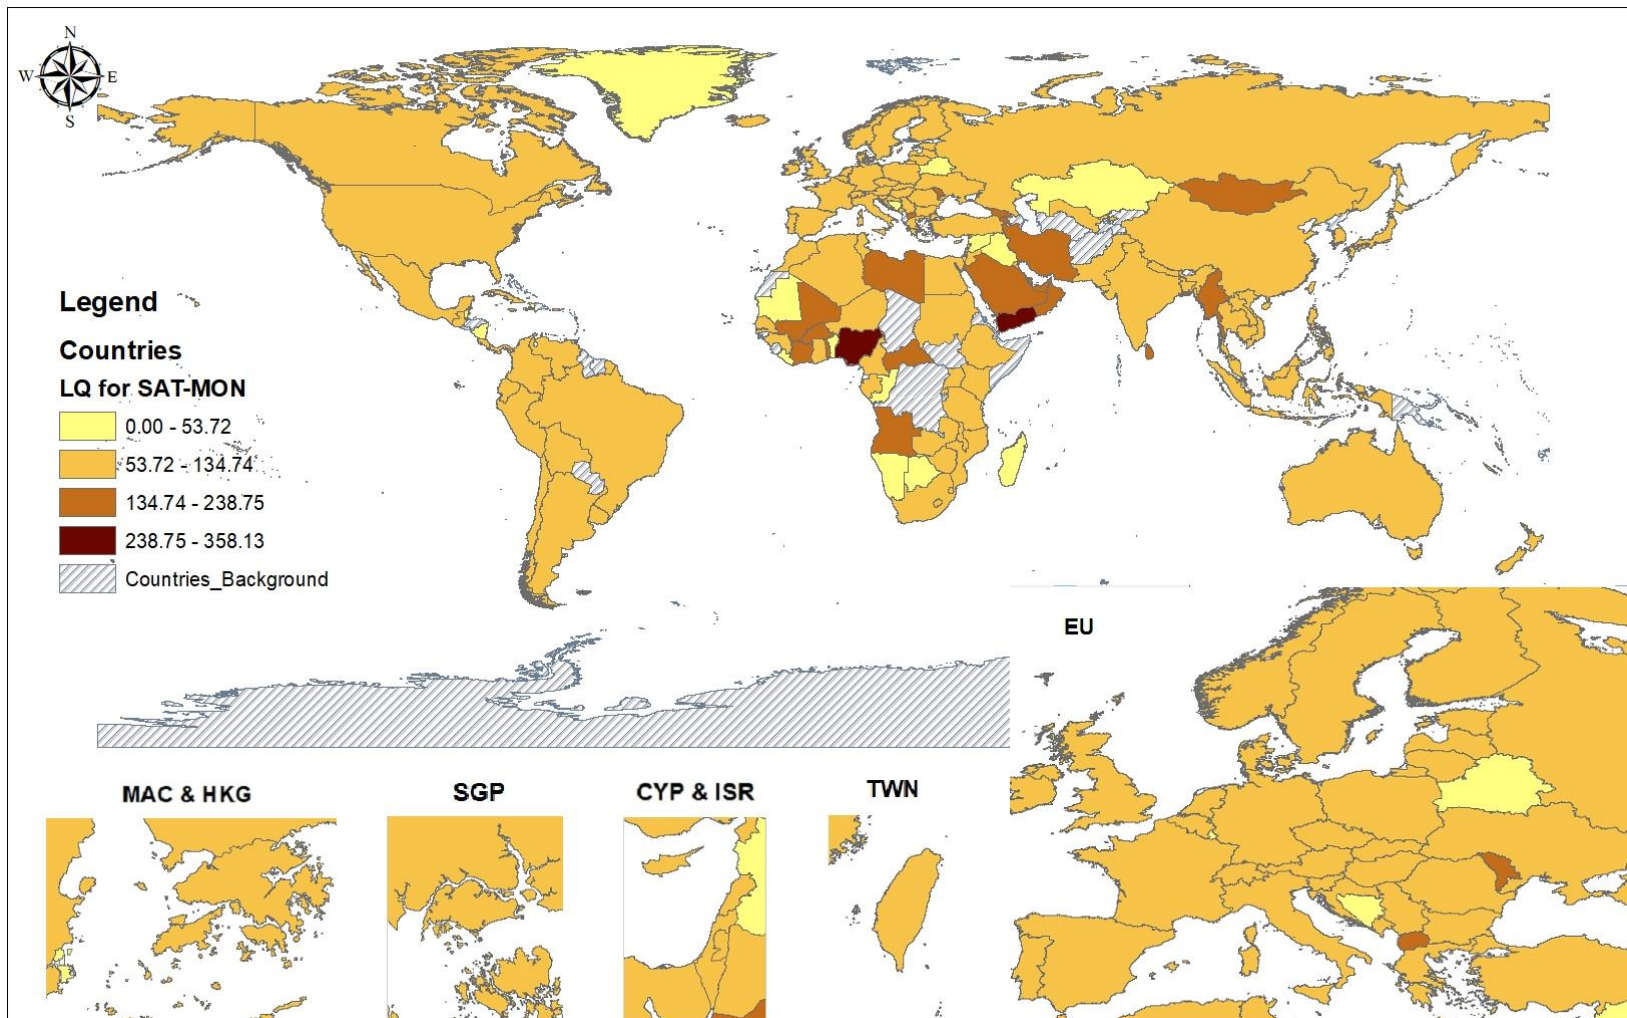 N
W E
S
Legend
Countries
LQ for SAT-MON
0.00 - 53.72
53.72 - 134.74
134.74 - 238.75
238.75 - 358.13
Countries_Background
EU
MAC & HKG
SGP
CYP & ISR
TWN